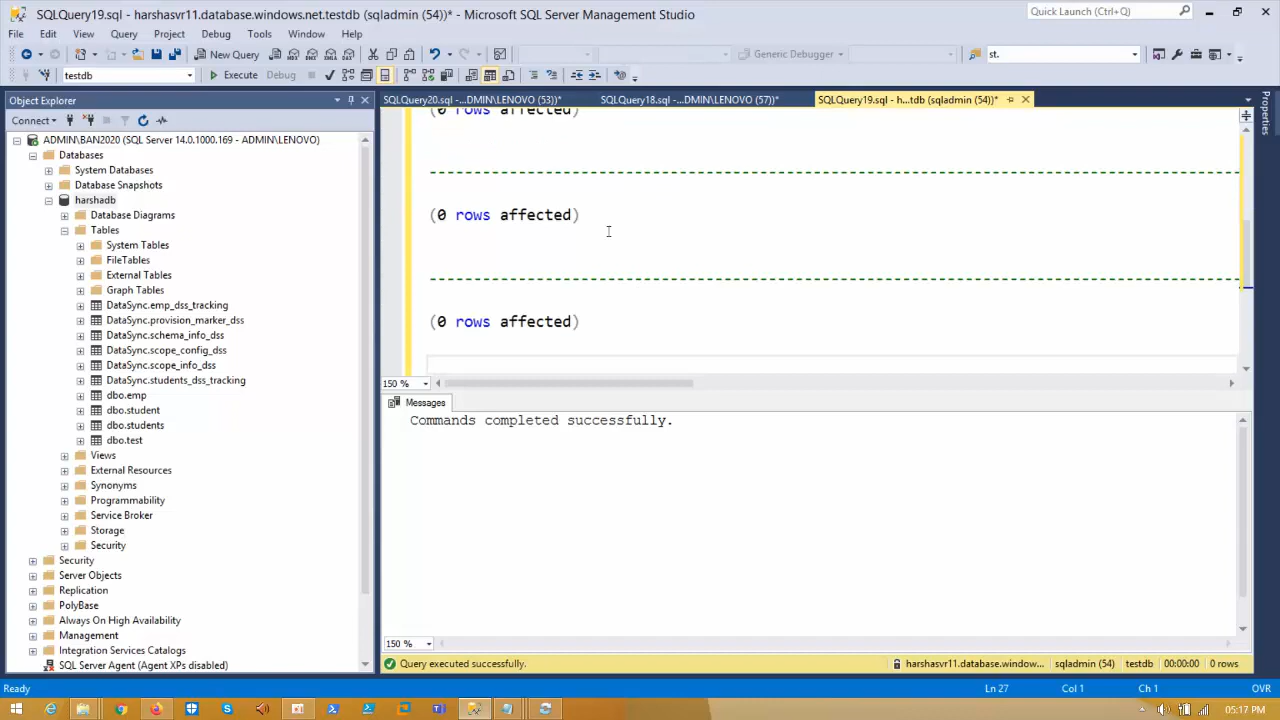 SQLQuery19.sql - harshasvr11.database.windows.net.testdb (sqladmin (54))* - Microsoft SQL Server Management Studio
Quick Launch (Ctrl+Q)
File Edit View Query Project Debug Tools Window Help
New Query
Generic Debugger
st.
testdb
Execute Debug
Object Explorer
SQLQuery20.sql -...DMIN\LENOVO (53))*
SQLQuery18.sql -...DMIN\LENOVO (57))*
SQLQuery19.sql - h...tdb (sqladmin (54))*
Properties
Connect
ADMIN\BAN2020 (SQL Server 14.0.1000.169 - ADMIN\LENOVO)
Databases
System Databases
Database Snapshots
harshadb
Database Diagrams
Tables
System Tables
FileTables
External Tables
Graph Tables
DataSync.emp_dss_tracking
DataSync.provision_marker_dss
DataSync.schema_info_dss
DataSync.scope_config_dss
DataSync.scope_info_dss
DataSync.students_dss_tracking
dbo.emp
dbo.student
dbo.students
dbo.test
Views
External Resources
Synonyms
Programmability
Service Broker
Storage
Security
Security
Server Objects
Replication
PolyBase
Always On High Availability
Management
Integration Services Catalogs
SQL Server Agent (Agent XPs disabled)
(0 rows affected)
(0 rows affected)
(0 rows affected)
150 %
Messages
Commands completed successfully.
150 %
Query executed successfully.
harshasvr11.database.window... sqladmin (54) testdb 00:00:00 0 rows
Ready
Ln 27 Col 1 Ch 1 OVR
05:17 PM